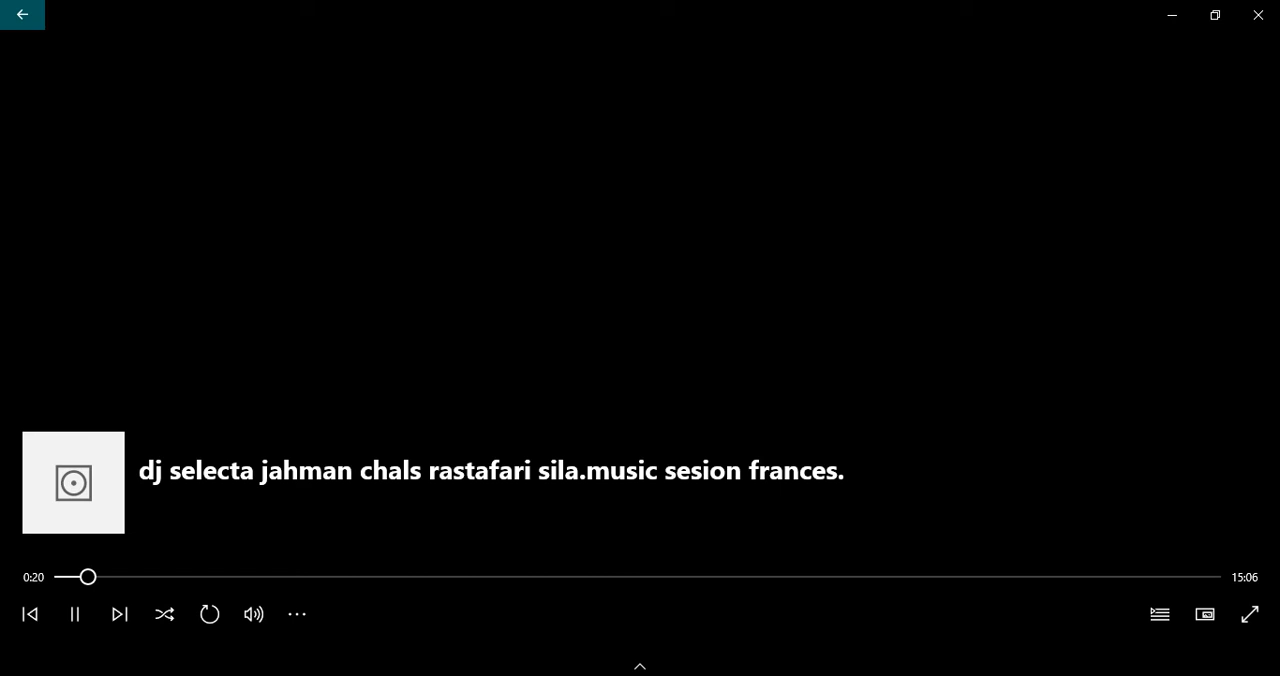 dj selecta jahman chals rastafari sila.music sesion frances.
0:20
15:06